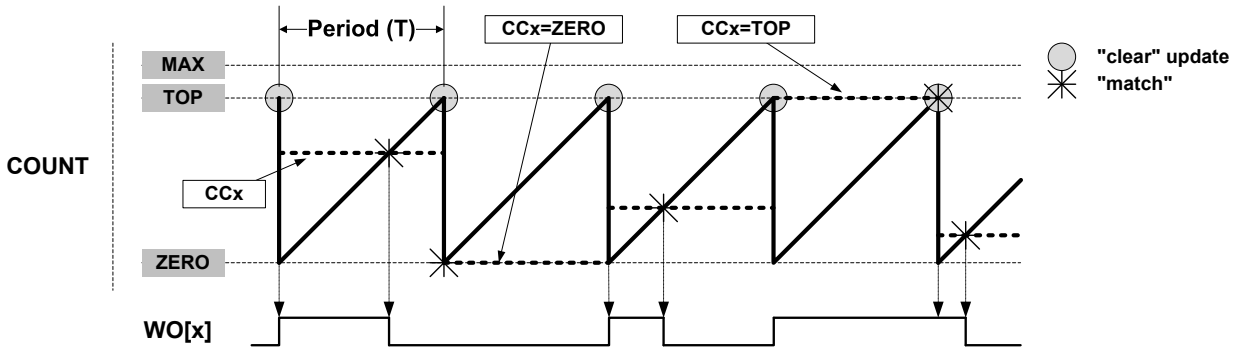 Period (T)
CCx=ZERO
CCx=TOP
"clear" update
"match"
MAX
TOP
COUNT
CCx
ZERO
WO[x]